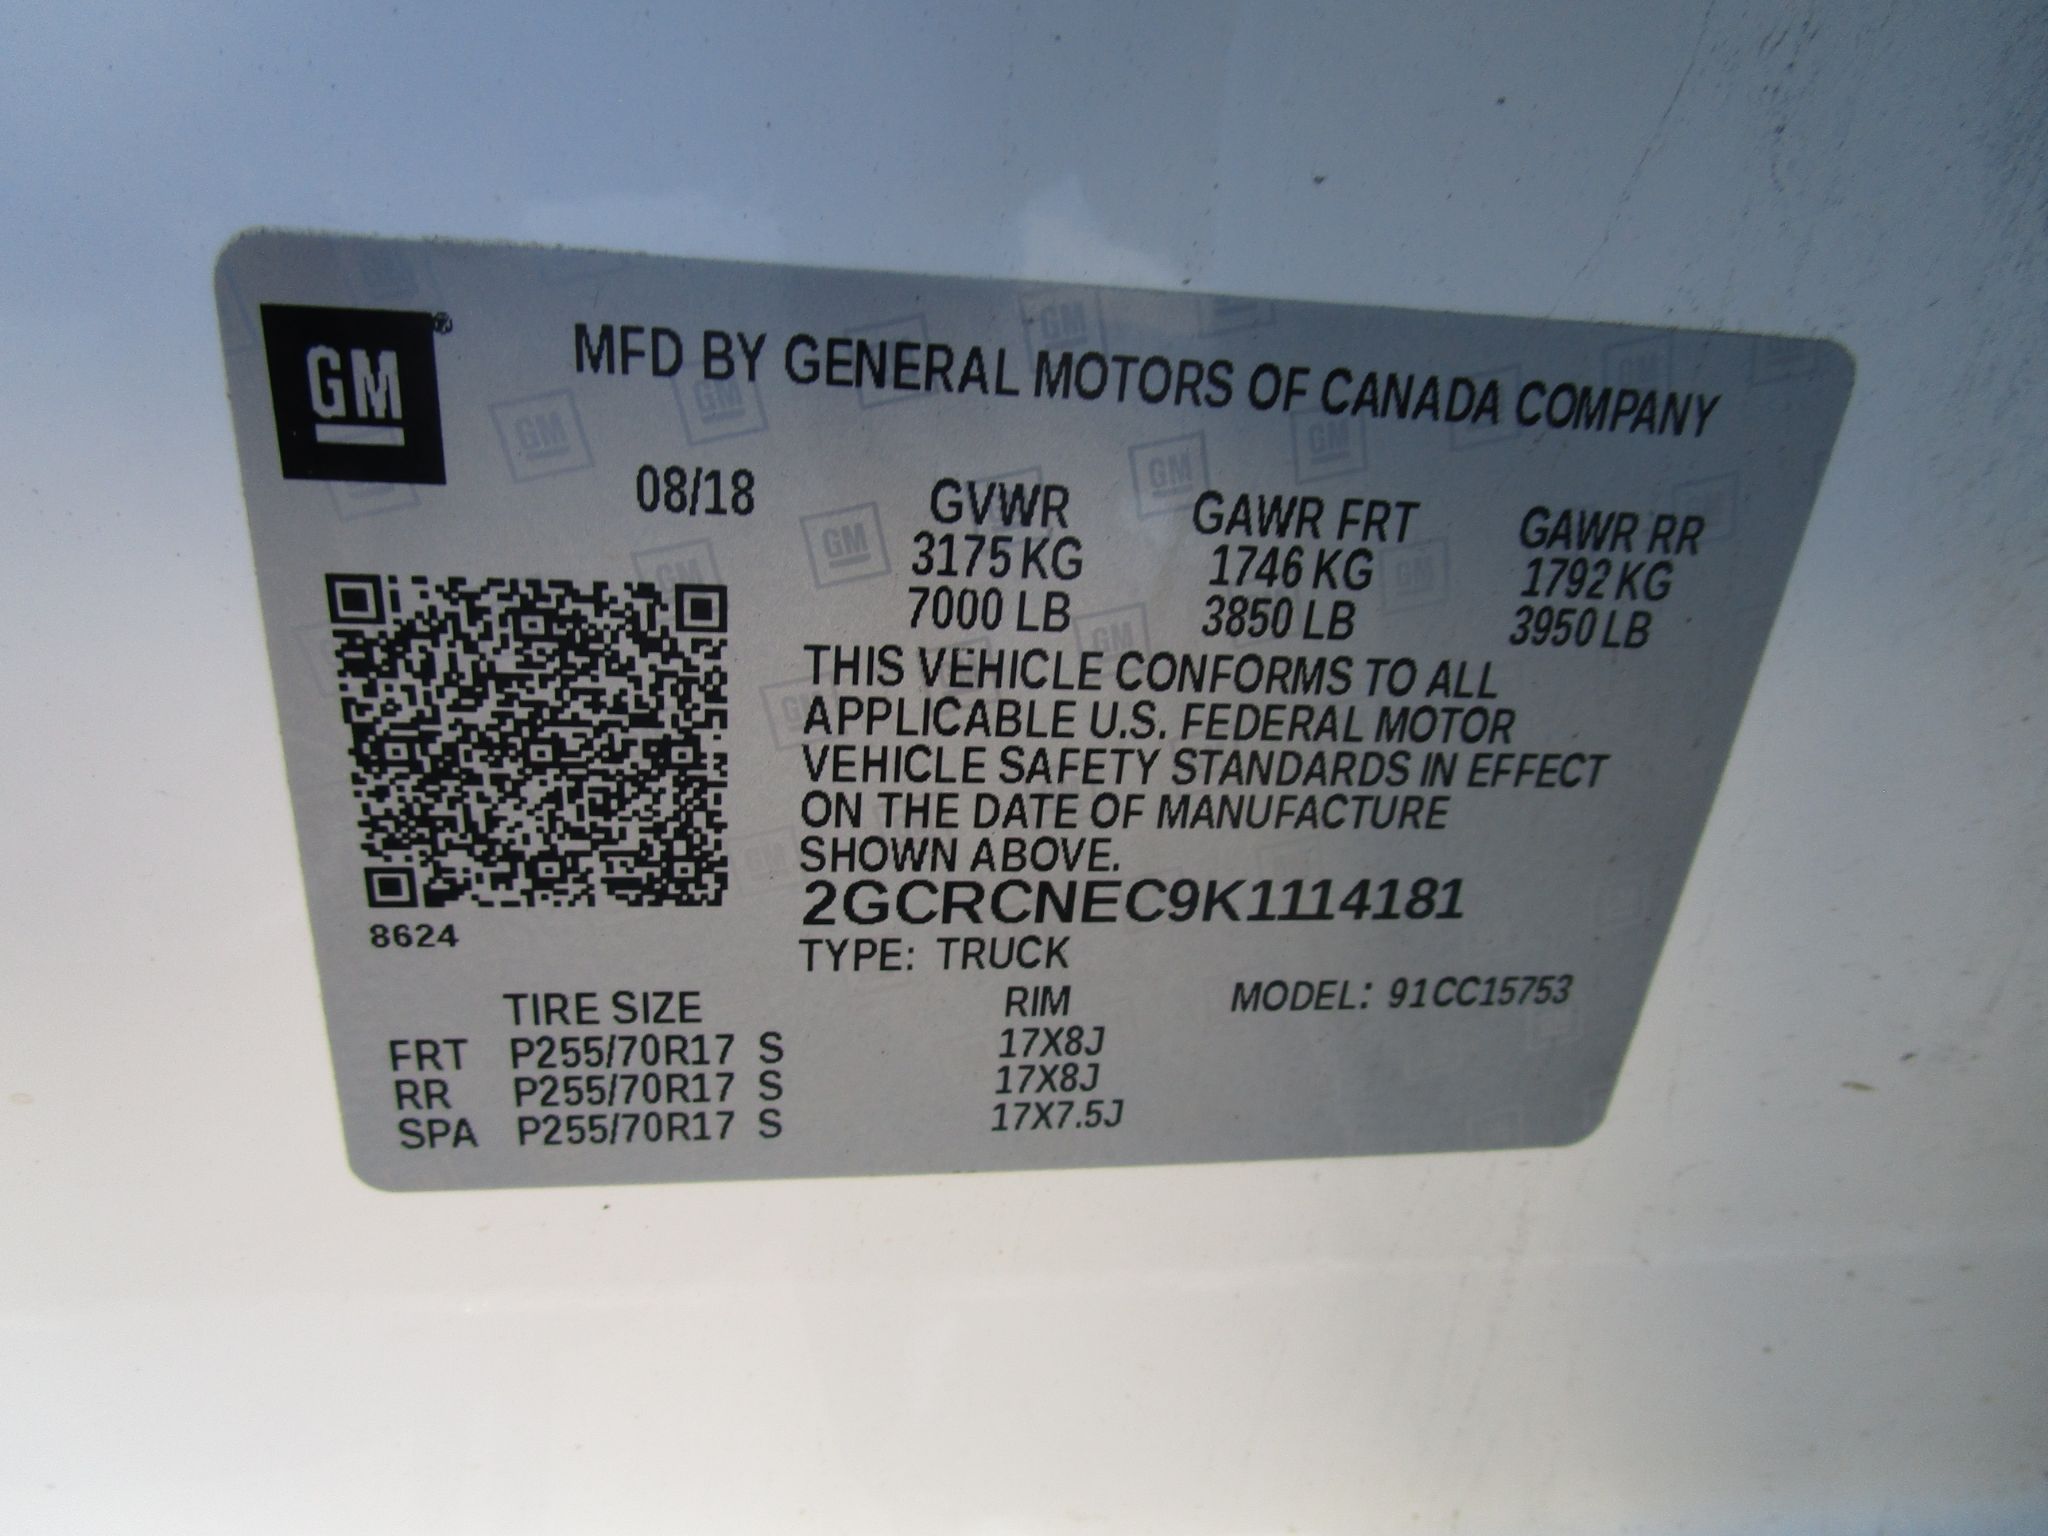 GM®
MFD BY GENERAL MOTORS OF CANADA COMPANY
08/18 GVWR GAWR FRT GAWR RR
3175 KG 1746 KG 1792 KG
7000 LB 3850 LB 3950 LB
THIS VEHICLE CONFORMS TO ALL
APPLICABLE U.S. FEDERAL MOTOR
VEHICLE SAFETY STANDARDS IN EFFECT
ON THE DATE OF MANUFACTURE
SHOWN ABOVE.
2GCRCNEC9K1114181
8624
TYPE: TRUCK
MODEL: 91CC15753
TIRE SIZE RIM
FRT P255/70R17 S 17X8J
RR P255/70R17 S 17X8J
SPA P255/70R17 S 17X7.5J